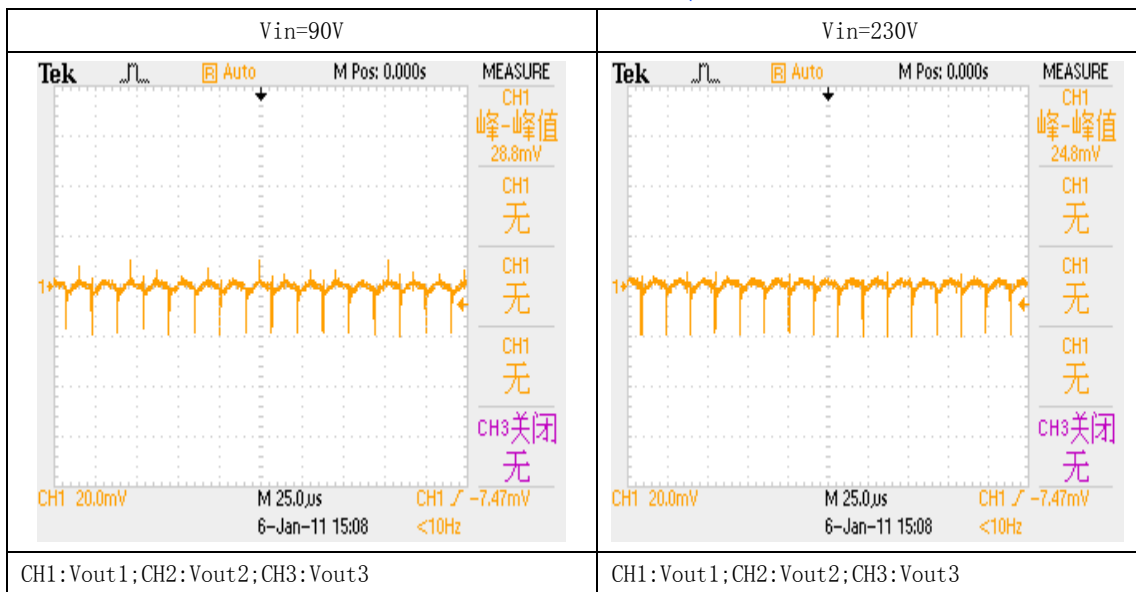 Vin=90V
Vin=230V
Tek R Auto M Pos: 0.000s MEASURE
CH1
峰-峰值
28.8mV
CH1
无
CH1
无
CH1
无
CH3关闭
无
1
CH1 20.0mV M 25.0µs CH1 -7.47mV
6-Jan-11 15:08 <10Hz
Tek R Auto M Pos: 0.000s MEASURE
CH1
峰-峰值
24.8mV
CH1
无
CH1
无
CH1
无
CH3关闭
无
1
CH1 20.0mV M 25.0µs CH1 -7.47mV
6-Jan-11 15:08 <10Hz
CH1:Vout1;CH2:Vout2;CH3:Vout3
CH1:Vout1;CH2:Vout2;CH3:Vout3